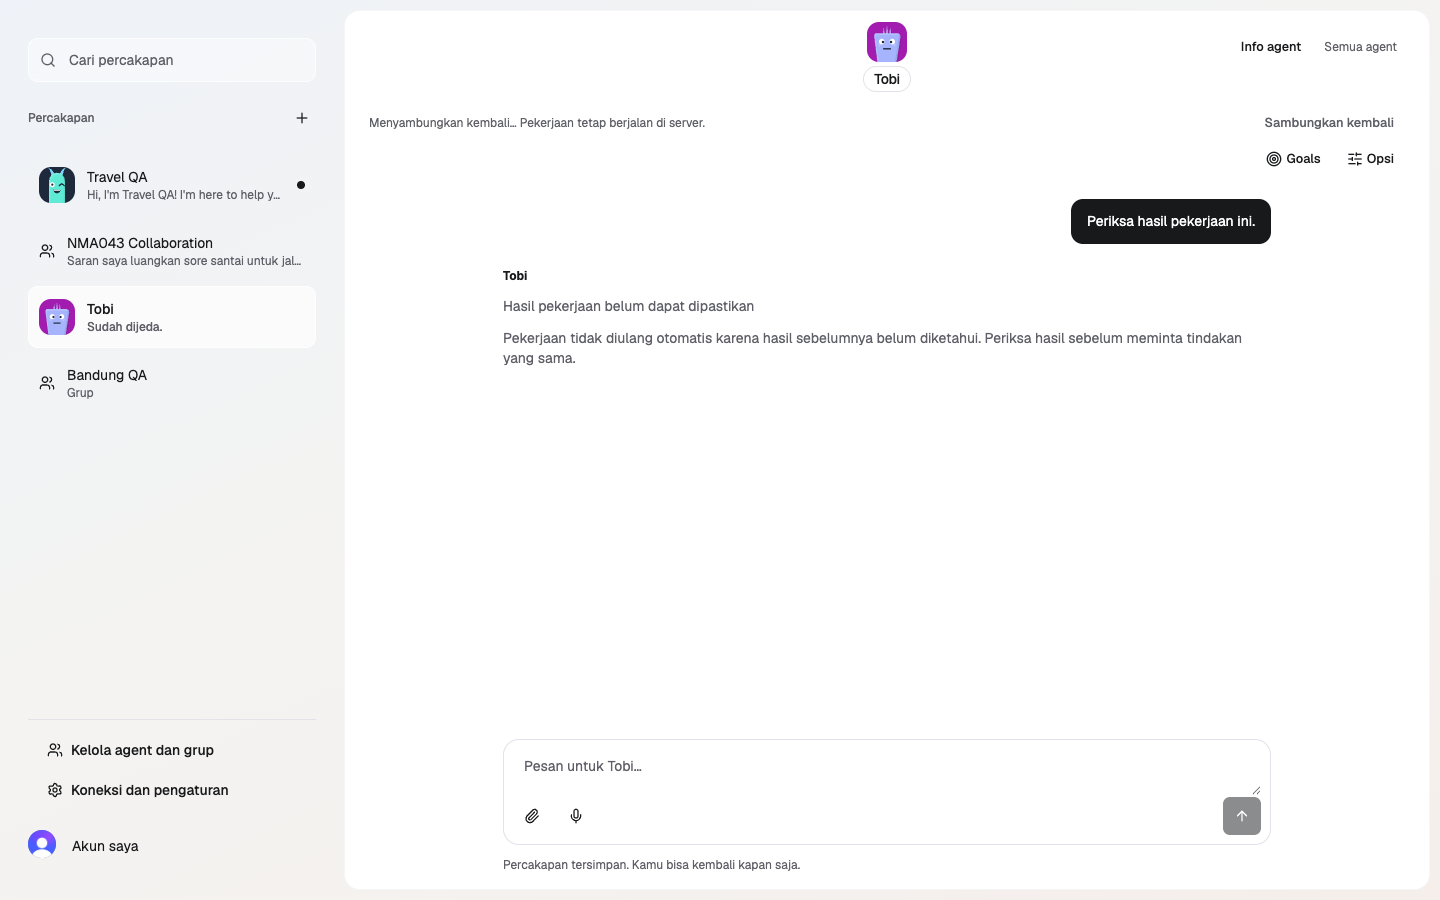 Cari percakapan
Percakapan
Travel QA
Hi, I'm Travel QA! I'm here to help y...
NMA043 Collaboration
Saran saya luangkan sore santai untuk jal...
Tobi
Sudah dijeda.
Bandung QA
Grup
Kelola agent dan grup
Koneksi dan pengaturan
Akun saya
Tobi
Info agent
Semua agent
Menyambungkan kembali... Pekerjaan tetap berjalan di server.
Sambungkan kembali
Goals
Opsi
Periksa hasil pekerjaan ini.
Tobi
Hasil pekerjaan belum dapat dipastikan
Pekerjaan tidak diulang otomatis karena hasil sebelumnya belum diketahui. Periksa hasil sebelum meminta tindakan
yang sama.
Pesan untuk Tobi...
Percakapan tersimpan. Kamu bisa kembali kapan saja.